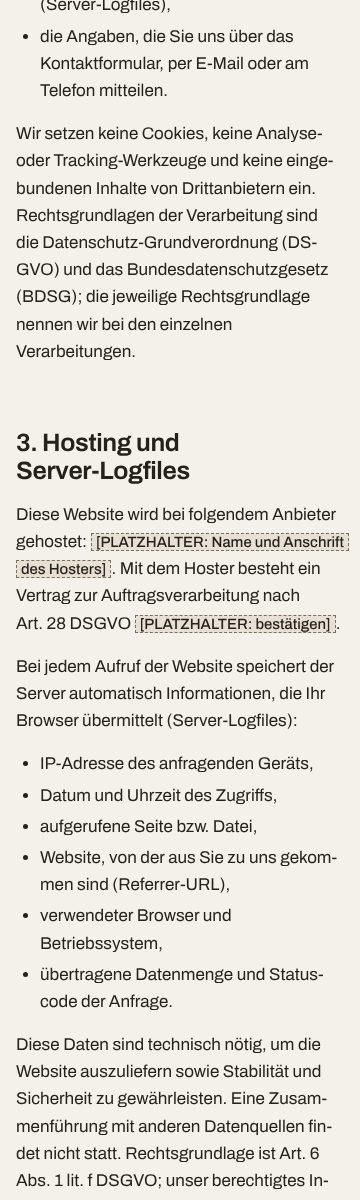 (Server-Logfiles),
• die Angaben, die Sie uns über das
Kontaktformular, per E-Mail oder am
Telefon mitteilen.
Wir setzen keine Cookies, keine Analyse-
oder Tracking-Werkzeuge und keine einge-
bundenen Inhalte von Drittanbietern ein.
Rechtsgrundlagen der Verarbeitung sind
die Datenschutz-Grundverordnung (DS-
GVO) und das Bundesdatenschutzgesetz
(BDSG); die jeweilige Rechtsgrundlage
nennen wir bei den einzelnen
Verarbeitungen.
3. Hosting und
Server-Logfiles
Diese Website wird bei folgendem Anbieter
gehostet: [PLATZHALTER: Name und Anschrift
des Hosters]. Mit dem Hoster besteht ein
Vertrag zur Auftragsverarbeitung nach
Art. 28 DSGVO [PLATZHALTER: bestätigen].
Bei jedem Aufruf der Website speichert der
Server automatisch Informationen, die Ihr
Browser übermittelt (Server-Logfiles):
• IP-Adresse des anfragenden Geräts,
• Datum und Uhrzeit des Zugriffs,
• aufgerufene Seite bzw. Datei,
• Website, von der aus Sie zu uns gekom-
men sind (Referrer-URL),
• verwendeter Browser und
Betriebssystem,
• übertragene Datenmenge und Status-
code der Anfrage.
Diese Daten sind technisch nötig, um die
Website auszuliefern sowie Stabilität und
Sicherheit zu gewährleisten. Eine Zusam-
menführung mit anderen Datenquellen fin-
det nicht statt. Rechtsgrundlage ist Art. 6
Abs. 1 lit. f DSGVO; unser berechtigtes In-